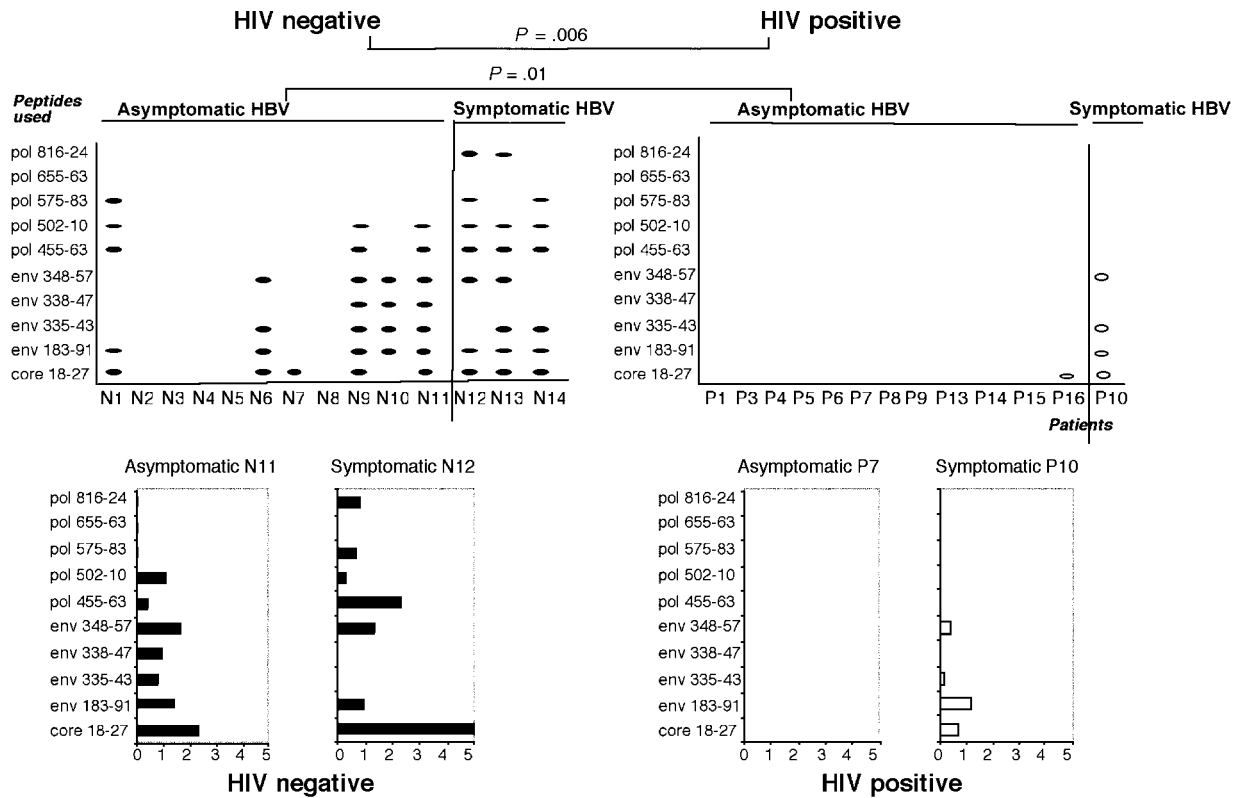 HIV negative
HIV positive
P = .006
P = .01
Peptides used
Asymptomatic HBV
Symptomatic HBV
Asymptomatic HBV
Symptomatic HBV
pol 816-24
pol 655-63
pol 575-83
pol 502-10
pol 455-63
env 348-57
env 338-47
env 335-43
env 183-91
core 18-27
N1 N2 N3 N4 N5 N6 N7 N8 N9 N10 N11 N12 N13 N14
pol 816-24
pol 655-63
pol 575-83
pol 502-10
pol 455-63
env 348-57
env 338-47
env 335-43
env 183-91
core 18-27
P1 P3 P4 P5 P6 P7 P8 P9 P13 P14 P15 P16 P10
Patients
Asymptomatic N11
Symptomatic N12
pol 816-24
pol 655-63
pol 575-83
pol 502-10
pol 455-63
env 348-57
env 338-47
env 335-43
env 183-91
core 18-27
0 1 2 3 4 5
0 1 2 3 4 5
HIV negative
Asymptomatic P7
Symptomatic P10
pol 816-24
pol 655-63
pol 575-83
pol 502-10
pol 455-63
env 348-57
env 338-47
env 335-43
env 183-91
core 18-27
0 1 2 3 4 5
0 1 2 3 4 5
HIV positive